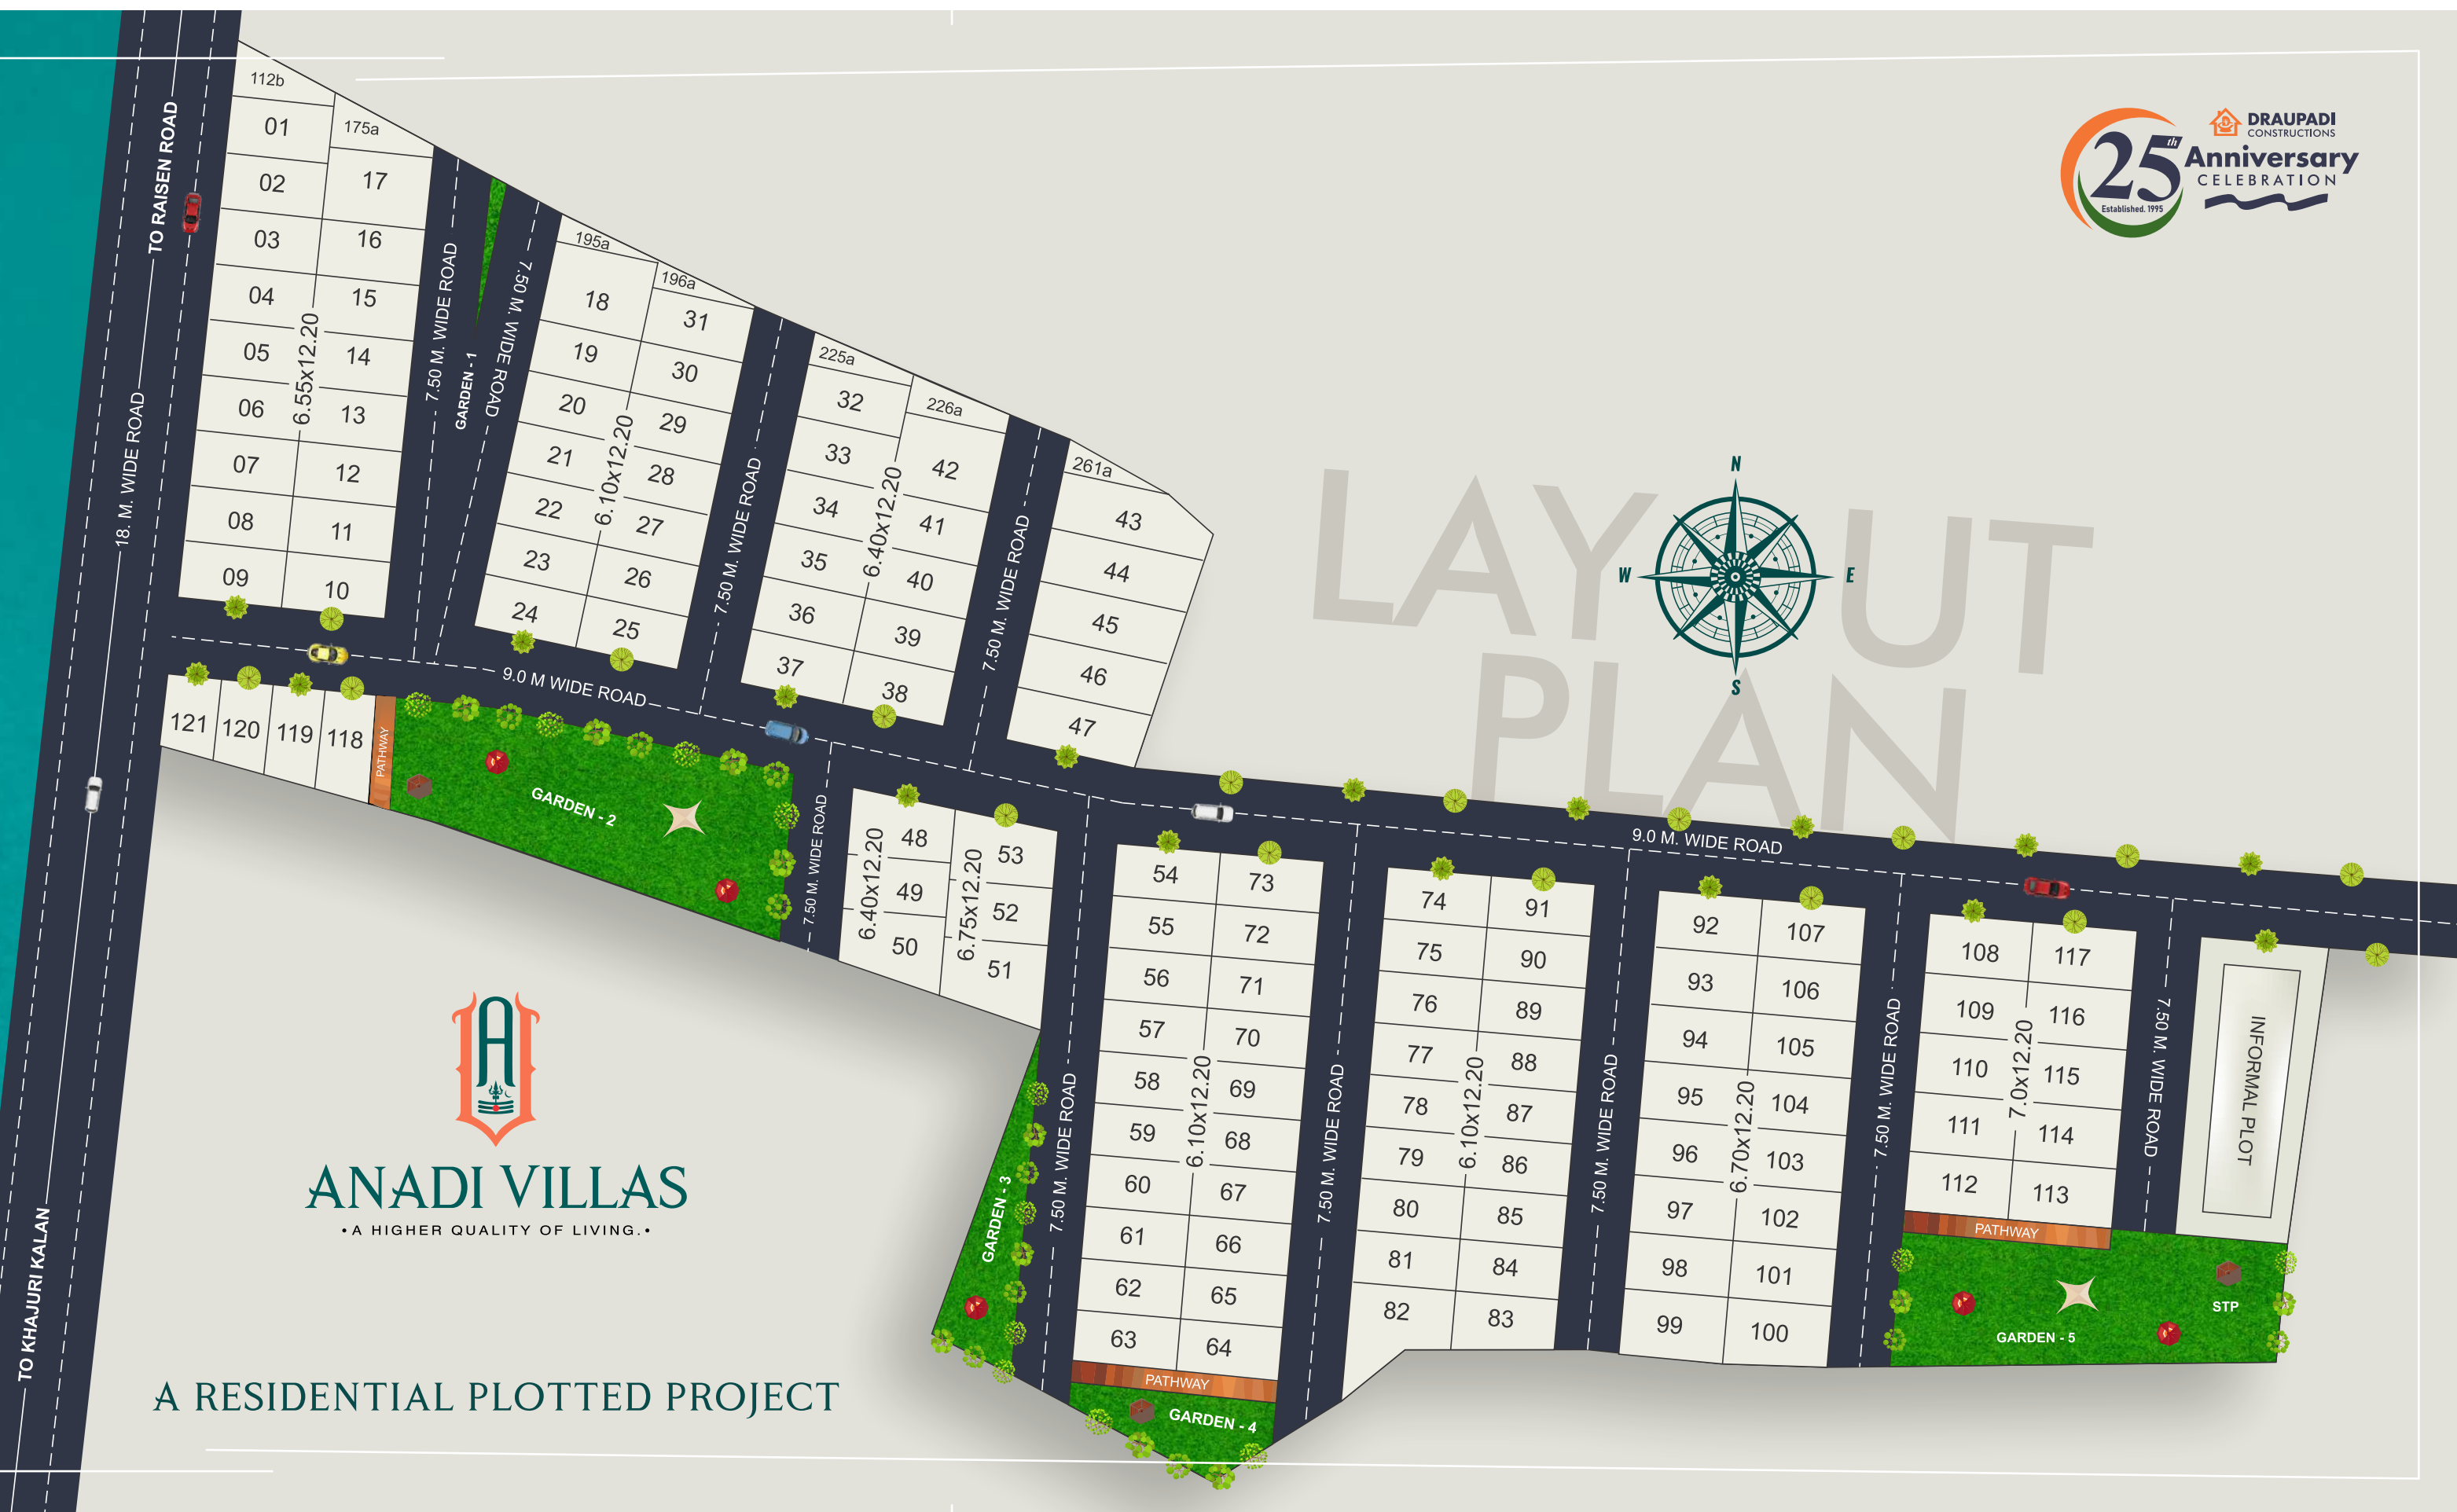 DRAUPADI
CONSTRUCTIONS
25th
Anniversary
CELEBRATION
Established. 1995
LAYOUT
PLAN
N
W
E
S
TO RAISEN ROAD
18. M. WIDE ROAD
TO KHAJURI KALAN
112b
01
02
03
04
05
06
07
08
09
6.55x12.20
175a
17
16
15
14
13
12
11
10
7.50 M. WIDE ROAD
GARDEN - 1
7.50 M. WIDE ROAD
195a
18
19
20
21
22
23
24
6.10x12.20
196a
31
30
29
28
27
26
25
7.50 M. WIDE ROAD
225a
32
33
34
35
36
37
6.40x12.20
226a
42
41
40
39
38
7.50 M. WIDE ROAD
261a
43
44
45
46
47
9.0 M WIDE ROAD
9.0 M. WIDE ROAD
121
120
119
118
PATHWAY
GARDEN - 2
7.50 M. WIDE ROAD
6.40x12.20
48
49
50
6.75x12.20
53
52
51
GARDEN - 3
7.50 M. WIDE ROAD
54
55
56
57
58
59
60
61
62
63
6.10x12.20
73
72
71
70
69
68
67
66
65
64
PATHWAY
GARDEN - 4
7.50 M. WIDE ROAD
74
75
76
77
78
79
80
81
82
6.10x12.20
91
90
89
88
87
86
85
84
83
7.50 M. WIDE ROAD
92
93
94
95
96
97
98
99
6.70x12.20
107
106
105
104
103
102
101
100
7.50 M. WIDE ROAD
108
109
110
111
112
7.0x12.20
117
116
115
114
113
PATHWAY
7.50 M. WIDE ROAD
INFORMAL PLOT
STP
GARDEN - 5
ANADI VILLAS
• A HIGHER QUALITY OF LIVING. •
A RESIDENTIAL PLOTTED PROJECT